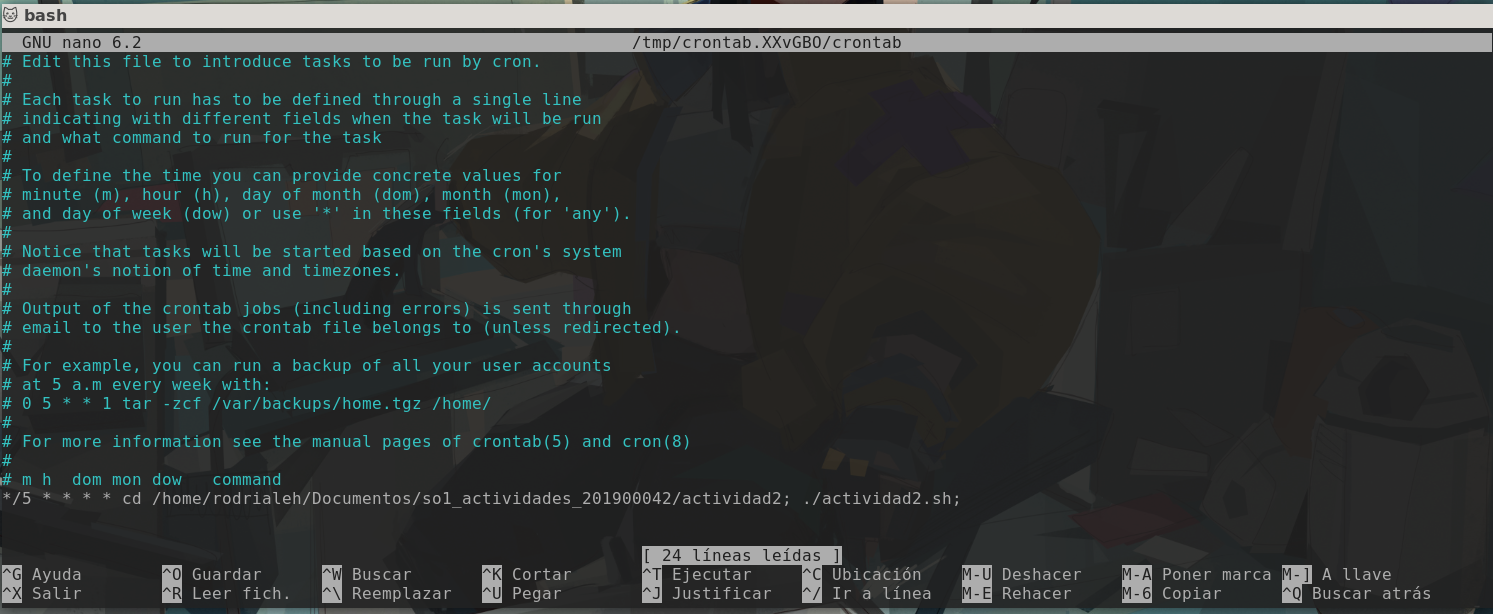 bash
GNU nano 6.2 /tmp/crontab.XXvGBO/crontab
# Edit this file to introduce tasks to be run by cron.
#
# Each task to run has to be defined through a single line
# indicating with different fields when the task will be run
# and what command to run for the task
#
# To define the time you can provide concrete values for
# minute (m), hour (h), day of month (dom), month (mon),
# and day of week (dow) or use '*' in these fields (for 'any').
#
# Notice that tasks will be started based on the cron's system
# daemon's notion of time and timezones.
#
# Output of the crontab jobs (including errors) is sent through
# email to the user the crontab file belongs to (unless redirected).
#
# For example, you can run a backup of all your user accounts
# at 5 a.m every week with:
# 0 5 * * 1 tar -zcf /var/backups/home.tgz /home/
#
# For more information see the manual pages of crontab(5) and cron(8)
#
# m h  dom mon dow   command
*/5 * * * * cd /home/rodrialeh/Documentos/so1_actividades_201900042/actividad2; ./actividad2.sh;
[ 24 líneas leídas ]
^G Ayuda ^O Guardar ^W Buscar ^K Cortar ^T Ejecutar ^C Ubicación M-U Deshacer M-A Poner marca M-] A llave
^X Salir ^R Leer fich. ^\ Reemplazar ^U Pegar ^J Justificar ^/ Ir a línea M-E Rehacer M-6 Copiar ^Q Buscar atrás